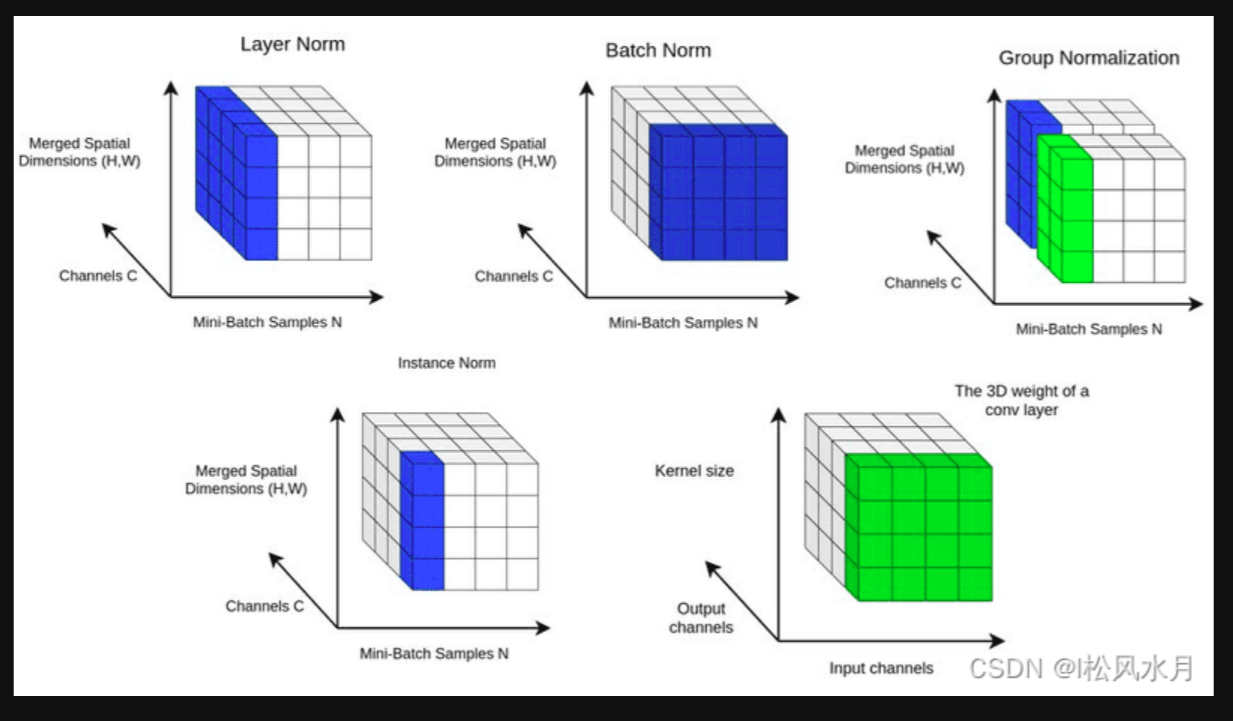 Layer Norm
Batch Norm
Group Normalization
Merged Spatial
Dimensions (H,W)
Channels C
Mini-Batch Samples N
Merged Spatial
Dimensions (H,W)
Channels C
Mini-Batch Samples N
Merged Spatial
Dimensions (H,W)
Channels C
Mini-Batch Samples N
Instance Norm
Merged Spatial
Dimensions (H,W)
Channels C
Mini-Batch Samples N
The 3D weight of a
conv layer
Kernel size
Output
channels
Input channels
CSDN @l松风水月